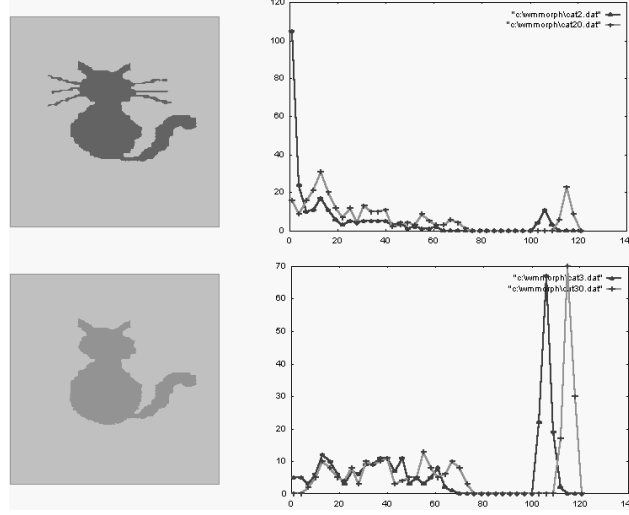 120
100
80
60
40
20
0
"c:\wmmorph\cat2.dat"
"c:\wmmorph\cat20.dat"
0 20 40 60 80 100 120 140
70
60
50
40
30
20
10
0
"c:\wmmorph\cat3.dat"
"c:\wmmorph\cat30.dat"
0 20 40 60 80 100 120 140